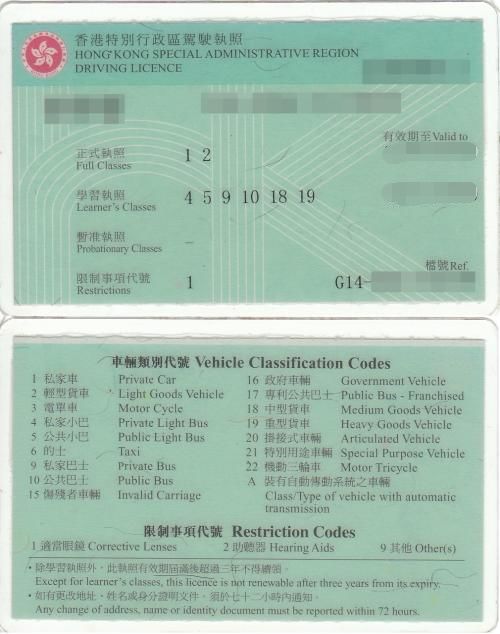 香港特別行政區駕駛執照
HONG KONG SPECIAL ADMINISTRATIVE REGION
DRIVING LICENCE
有效期至Valid to
正式執照 1 2
Full Classes
學習執照 4 5 9 10 18 19
Learner's Classes
暫准執照 –
Probationary Classes
檔號Ref.
限制事項代號 1 G14-
Restrictions
車輛類別代號 Vehicle Classification Codes
1 私家車 Private Car 16 政府車輛 Government Vehicle
2 輕型貨車 Light Goods Vehicle 17 專利公共巴士 Public Bus - Franchised
3 電單車 Motor Cycle 18 中型貨車 Medium Goods Vehicle
4 私家小巴 Private Light Bus 19 重型貨車 Heavy Goods Vehicle
5 公共小巴 Public Light Bus 20 掛接式車輛 Articulated Vehicle
6 的士 Taxi 21 特別用途車輛 Special Purpose Vehicle
9 私家巴士 Private Bus 22 機動三輪車 Motor Tricycle
10 公共巴士 Public Bus A 裝有自動傳動系統之車輛
15 傷殘者車輛 Invalid Carriage Class/Type of vehicle with automatic
transmission
限制事項代號 Restriction Codes
1 適當眼鏡 Corrective Lenses 2 助聽器 Hearing Aids 9 其他 Other(s)
• 除學習執照外，此執照有效期屆滿後超過三年不得續領。
Except for learner's classes, this licence is not renewable after three years from its expiry.
• 如有更改地址、姓名或身分證明文件，須於七十二小時內通知。
Any change of address, name or identity document must be reported within 72 hours.